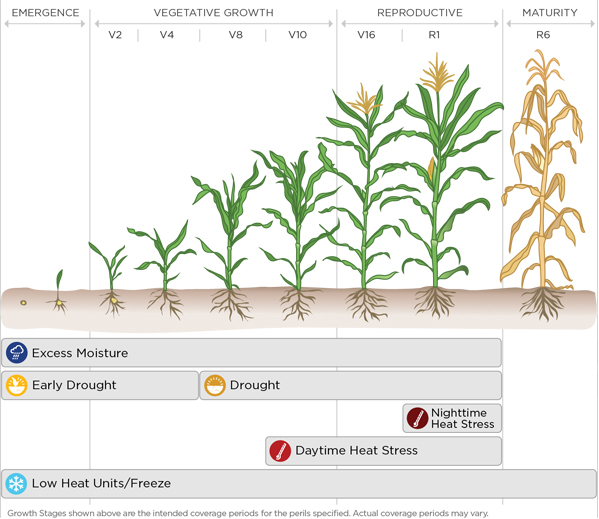 EMERGENCE VEGETATIVE GROWTH REPRODUCTIVE MATURITY
V2 V4 V8 V10 V16 R1 R6
Excess Moisture
Early Drought Drought
Nighttime
Heat Stress
Daytime Heat Stress
Low Heat Units/Freeze
Growth Stages shown above are the intended coverage periods for the perils specified. Actual coverage periods may vary.